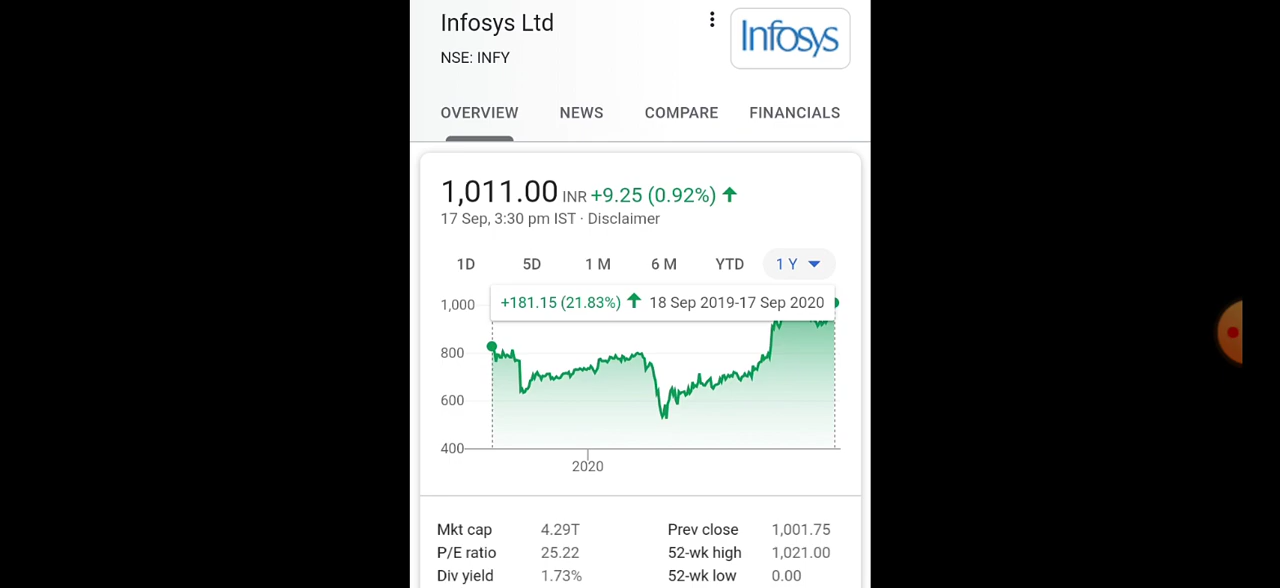 Infosys Ltd
Infosys
NSE: INFY
OVERVIEW NEWS COMPARE FINANCIALS
1,011.00 INR +9.25 (0.92%)
17 Sep, 3:30 pm IST · Disclaimer
1D 5D 1 M 6 M YTD 1 Y
1,000 +181.15 (21.83%) 18 Sep 2019-17 Sep 2020
800
600
400
2020
Mkt cap 4.29T Prev close 1,001.75
P/E ratio 25.22 52-wk high 1,021.00
Div yield 1.73% 52-wk low 0.00